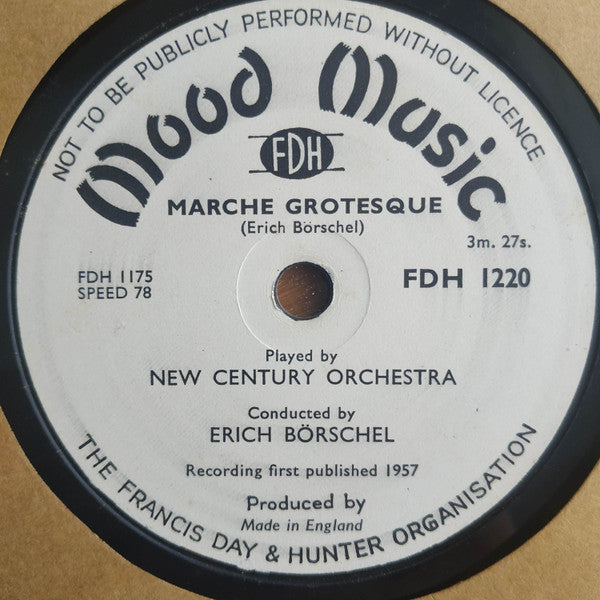 NOT TO BE PUBLICLY PERFORMED WITHOUT LICENCE
Mood Music
FDH
MARCHE GROTESQUE
(Erich Börschel)
3m. 27s.
FDH 1175
SPEED 78
FDH 1220
Played by
NEW CENTURY ORCHESTRA
Conducted by
ERICH BÖRSCHEL
Recording first published 1957
Produced by
Made in England
THE FRANCIS DAY & HUNTER ORGANISATION